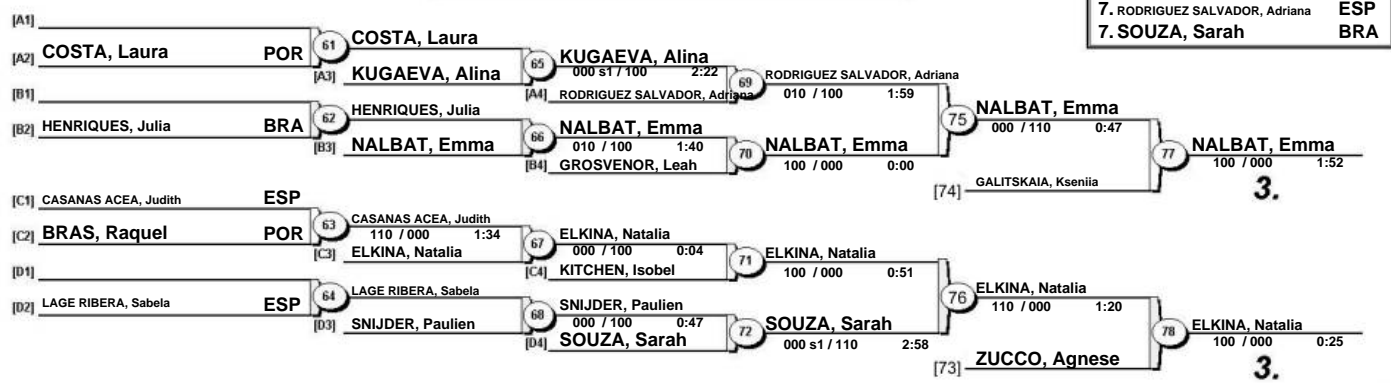 7. RODRIGUEZ SALVADOR, Adriana ESP
7. SOUZA, Sarah BRA
[A1]
[A2] COSTA, Laura POR
61
COSTA, Laura
[A3] KUGAEVA, Alina
65
KUGAEVA, Alina
000 s1 / 100 2:22
[A4] RODRIGUEZ SALVADOR, Adriana
69
RODRIGUEZ SALVADOR, Adriana
010 / 100 1:59
[B1]
[B2] HENRIQUES, Julia BRA
62
HENRIQUES, Julia
[B3] NALBAT, Emma
66
NALBAT, Emma
010 / 100 1:40
[B4] GROSVENOR, Leah
70
NALBAT, Emma
100 / 000 0:00
75
NALBAT, Emma
000 / 110 0:47
[74] GALITSKAIA, Kseniia
77
NALBAT, Emma
100 / 000 1:52
3.
[C1] CASANAS ACEA, Judith ESP
[C2] BRAS, Raquel POR
63
CASANAS ACEA, Judith
110 / 000 1:34
[C3] ELKINA, Natalia
67
ELKINA, Natalia
000 / 100 0:04
[C4] KITCHEN, Isobel
71
ELKINA, Natalia
100 / 000 0:51
[D1]
[D2] LAGE RIBERA, Sabela ESP
64
LAGE RIBERA, Sabela
[D3] SNIJDER, Paulien
68
SNIJDER, Paulien
000 / 100 0:47
[D4] SOUZA, Sarah
72
SOUZA, Sarah
000 s1 / 110 2:58
76
ELKINA, Natalia
110 / 000 1:20
[73] ZUCCO, Agnese
78
ELKINA, Natalia
100 / 000 0:25
3.